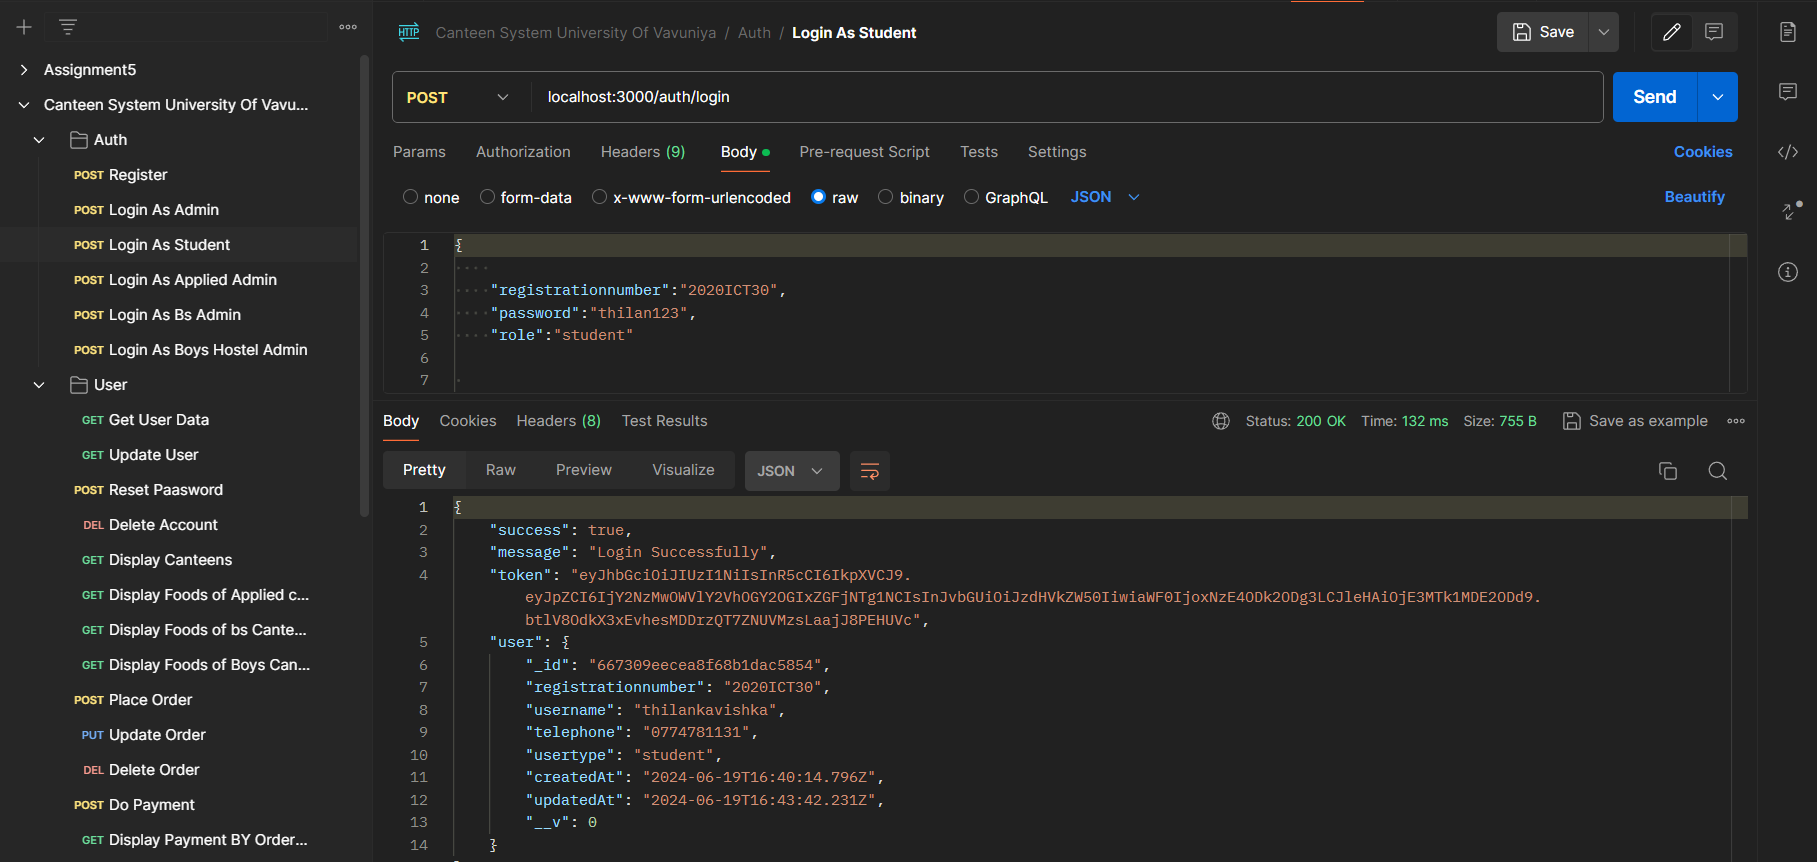 HTTP Canteen System University Of Vavuniya / Auth / Login As Student
Save
Assignment5
Canteen System University Of Vavu...
Auth
POST Register
POST Login As Admin
POST Login As Student
POST Login As Applied Admin
POST Login As Bs Admin
POST Login As Boys Hostel Admin
User
GET Get User Data
GET Update User
POST Reset Paasword
DEL Delete Account
GET Display Canteens
GET Display Foods of Applied c...
GET Display Foods of bs Cante...
GET Display Foods of Boys Can...
POST Place Order
PUT Update Order
DEL Delete Order
POST Do Payment
GET Display Payment BY Order...
POST localhost:3000/auth/login Send
Params Authorization Headers (9) Body Pre-request Script Tests Settings Cookies
none form-data x-www-form-urlencoded raw binary GraphQL JSON Beautify
1 {
2
3 "registrationnumber":"2020ICT30",
4 "password":"thilan123",
5 "role":"student"
6
7
Body Cookies Headers (8) Test Results Status: 200 OK Time: 132 ms Size: 755 B Save as example
Pretty Raw Preview Visualize JSON
1 {
2 "success": true,
3 "message": "Login Successfully",
4 "token": "eyJhbGciOiJIUzI1NiIsInR5cCI6IkpXVCJ9.
eyJpZCI6IjY2NzMwOWVlY2VhOGY2OGIxZGFjNTg1NCIsInJvbGUiOiJzdHVkZW50IiwiaWF0IjoxNzE4ODk2ODg3LCJleHAiOjE3MTk1MDE2ODd9.
btlV8OdkX3xEvhesMDDrzQT7ZNUVMzsLaajJ8PEHUVc",
5 "user": {
6 "_id": "667309eecea8f68b1dac5854",
7 "registrationnumber": "2020ICT30",
8 "username": "thilankavishka",
9 "telephone": "0774781131",
10 "usertype": "student",
11 "createdAt": "2024-06-19T16:40:14.796Z",
12 "updatedAt": "2024-06-19T16:43:42.231Z",
13 "__v": 0
14 }